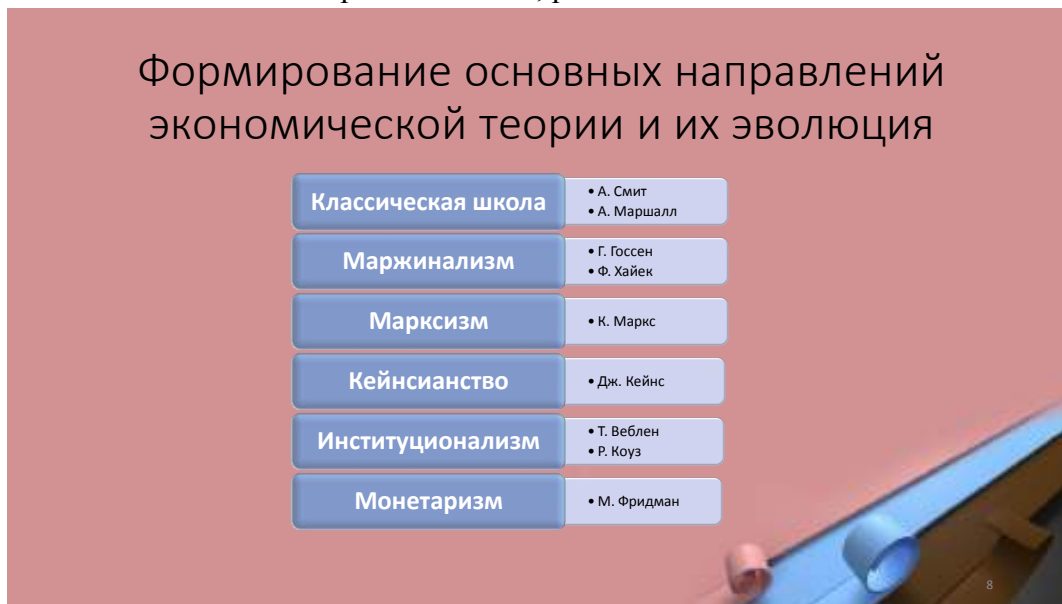 Формирование основных направлений
экономической теории и их эволюция
Классическая школа
• А. Смит
• А. Маршалл
Маржинализм
• Г. Госсен
• Ф. Хайек
Марксизм
• К. Маркс
Кейнсианство
• Дж. Кейнс
Институционализм
• Т. Веблен
• Р. Коуз
Монетаризм
• М. Фридман
8